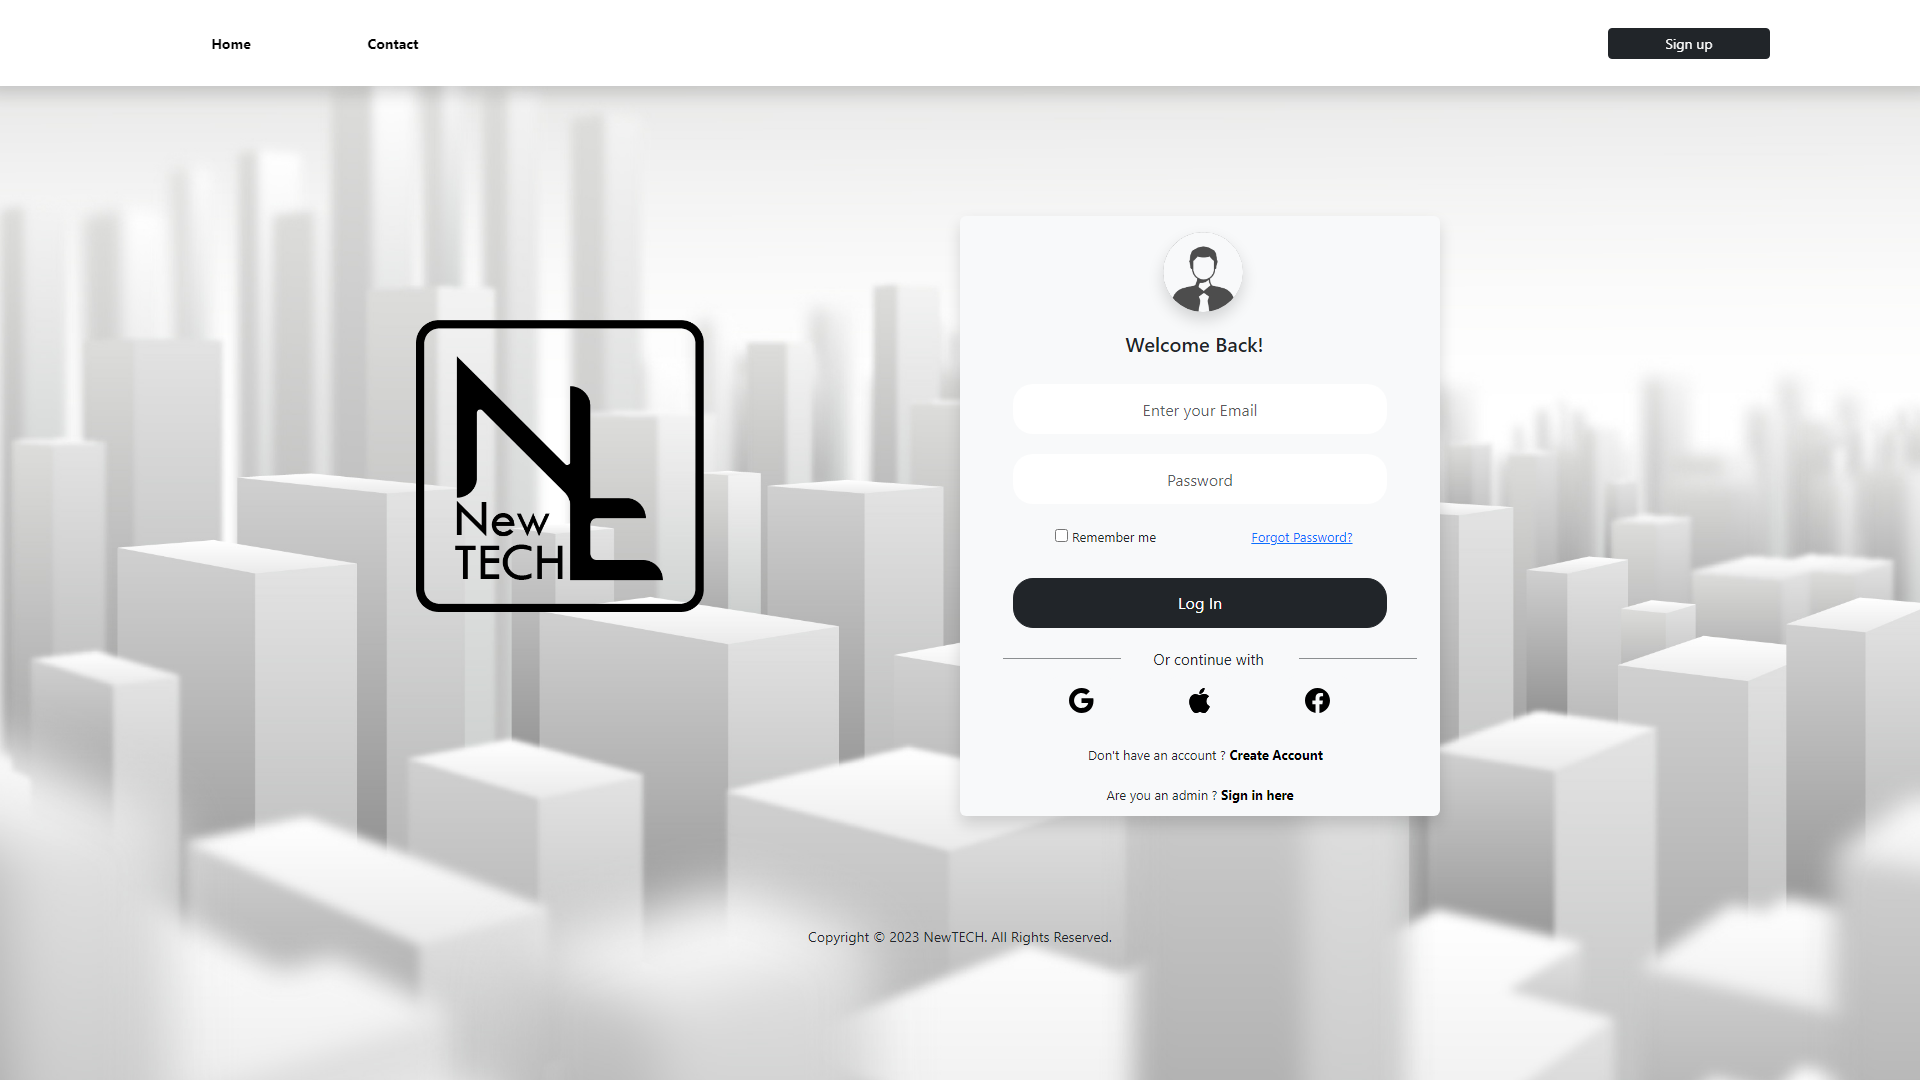 Home
Contact
Sign up
New
TECH
Welcome Back!
Enter your Email
Password
Remember me
Forgot Password?
Log In
Or continue with
Don't have an account ? Create Account
Are you an admin ? Sign in here
Copyright © 2023 NewTECH. All Rights Reserved.